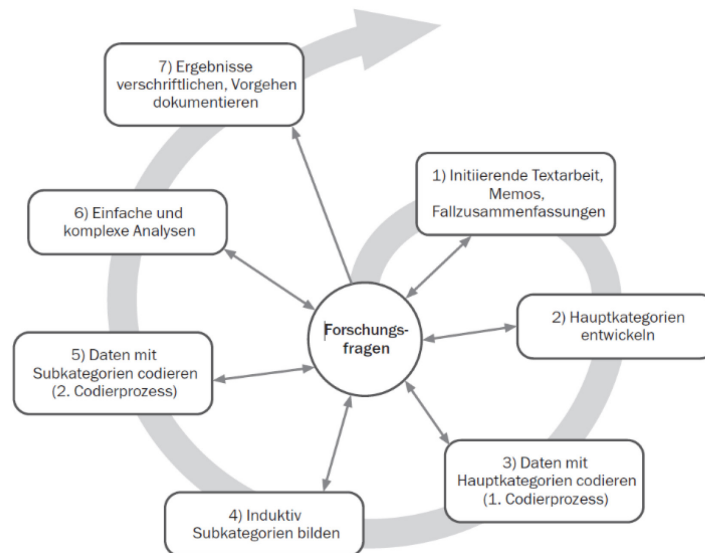 7) Ergebnisse
verschriftlichen, Vorgehen
dokumentieren
1) Initiierende Textarbeit,
Memos,
Fallzusammenfassungen
6) Einfache und
komplexe Analysen
2) Hauptkategorien
entwickeln
Forschungs-
fragen
5) Daten mit
Subkategorien codieren
(2. Codierprozess)
3) Daten mit
Hauptkategorien codieren
(1. Codierprozess)
4) Induktiv
Subkategorien bilden